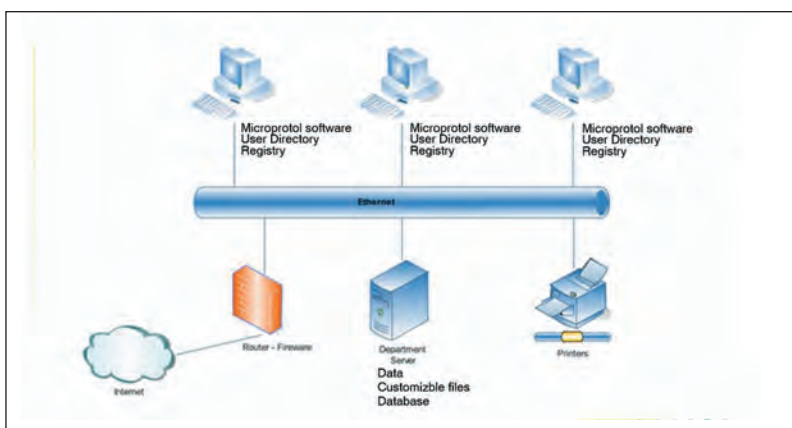 Microprotol software
User Directory
Registry
Microprotol software
User Directory
Registry
Microprotol software
User Directory
Registry
Ethernet
Router - Fireware
Internet
Department
Server
Data
Customizble files
Database
Printers